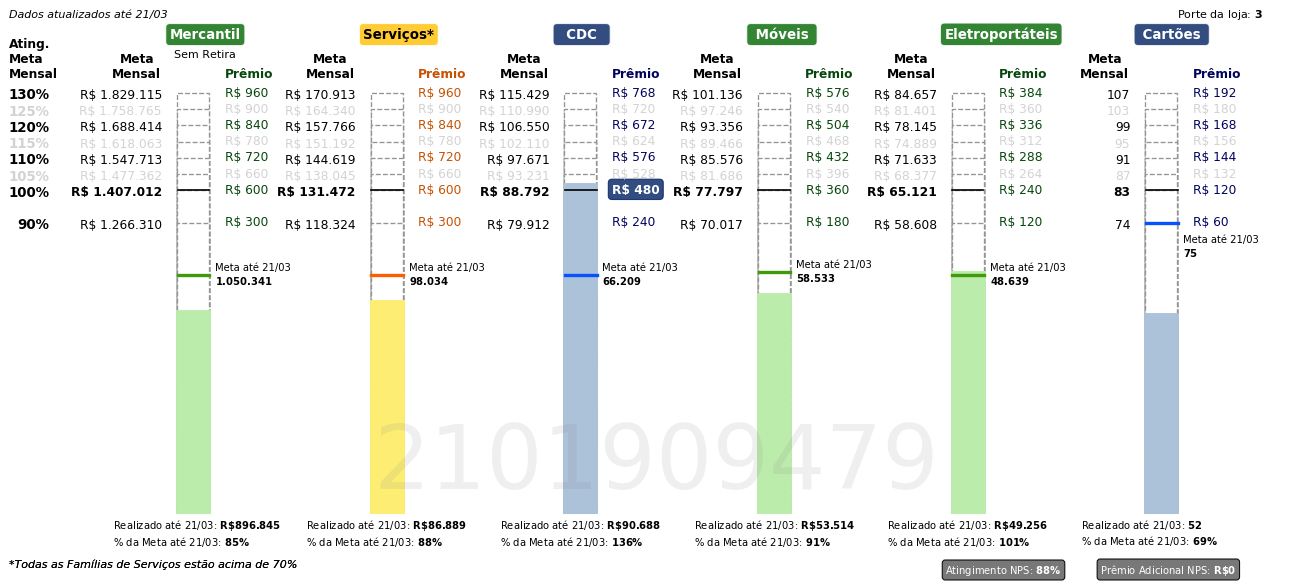 Dados atualizados até 21/03 Porte da loja: 3
Mercantil Serviços* CDC Móveis Eletroportáteis Cartões
Sem Retira
Ating. Meta Mensal Meta Mensal Prêmio Meta Mensal Prêmio Meta Mensal Prêmio Meta Mensal Prêmio Meta Mensal Prêmio Meta Mensal Prêmio
130% R$ 1.829.115 R$ 960 R$ 170.913 R$ 960 R$ 115.429 R$ 768 R$ 101.136 R$ 576 R$ 84.657 R$ 384 107 R$ 192
125% R$ 1.758.765 R$ 900 R$ 164.340 R$ 900 R$ 110.990 R$ 720 R$ 97.246 R$ 540 R$ 81.401 R$ 360 103 R$ 180
120% R$ 1.688.414 R$ 840 R$ 157.766 R$ 840 R$ 106.550 R$ 672 R$ 93.356 R$ 504 R$ 78.145 R$ 336 99 R$ 168
115% R$ 1.618.063 R$ 780 R$ 151.192 R$ 780 R$ 102.110 R$ 624 R$ 89.466 R$ 468 R$ 74.889 R$ 312 95 R$ 156
110% R$ 1.547.713 R$ 720 R$ 144.619 R$ 720 R$ 97.671 R$ 576 R$ 85.576 R$ 432 R$ 71.633 R$ 288 91 R$ 144
105% R$ 1.477.362 R$ 660 R$ 138.045 R$ 660 R$ 93.231 R$ 528 R$ 81.686 R$ 396 R$ 68.377 R$ 264 87 R$ 132
100% R$ 1.407.012 R$ 600 R$ 131.472 R$ 600 R$ 88.792 R$ 480 R$ 77.797 R$ 360 R$ 65.121 R$ 240 83 R$ 120
90% R$ 1.266.310 R$ 300 R$ 118.324 R$ 300 R$ 79.912 R$ 240 R$ 70.017 R$ 180 R$ 58.608 R$ 120 74 R$ 60
Meta até 21/03
75
Meta até 21/03 Meta até 21/03 Meta até 21/03 Meta até 21/03 Meta até 21/03
1.050.341 98.034 66.209 58.533 48.639
2101909479
Realizado até 21/03: R$896.845 Realizado até 21/03: R$86.889 Realizado até 21/03: R$90.688 Realizado até 21/03: R$53.514 Realizado até 21/03: R$49.256 Realizado até 21/03: 52
% da Meta até 21/03: 85% % da Meta até 21/03: 88% % da Meta até 21/03: 136% % da Meta até 21/03: 91% % da Meta até 21/03: 101% % da Meta até 21/03: 69%
*Todas as Famílias de Serviços estão acima de 70% Atingimento NPS: 88% Prêmio Adicional NPS: R$0